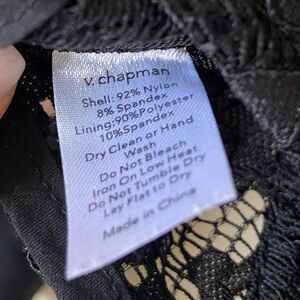 v. chapman
Shell: 92% Nylon
8% Spandex
Lining: 90% Polyester
10% Spandex
Dry Clean or Hand
Wash
Do Not Bleach
Iron On Low Heat
Do Not Tumble Dry
Lay Flat to Dry
Made in China